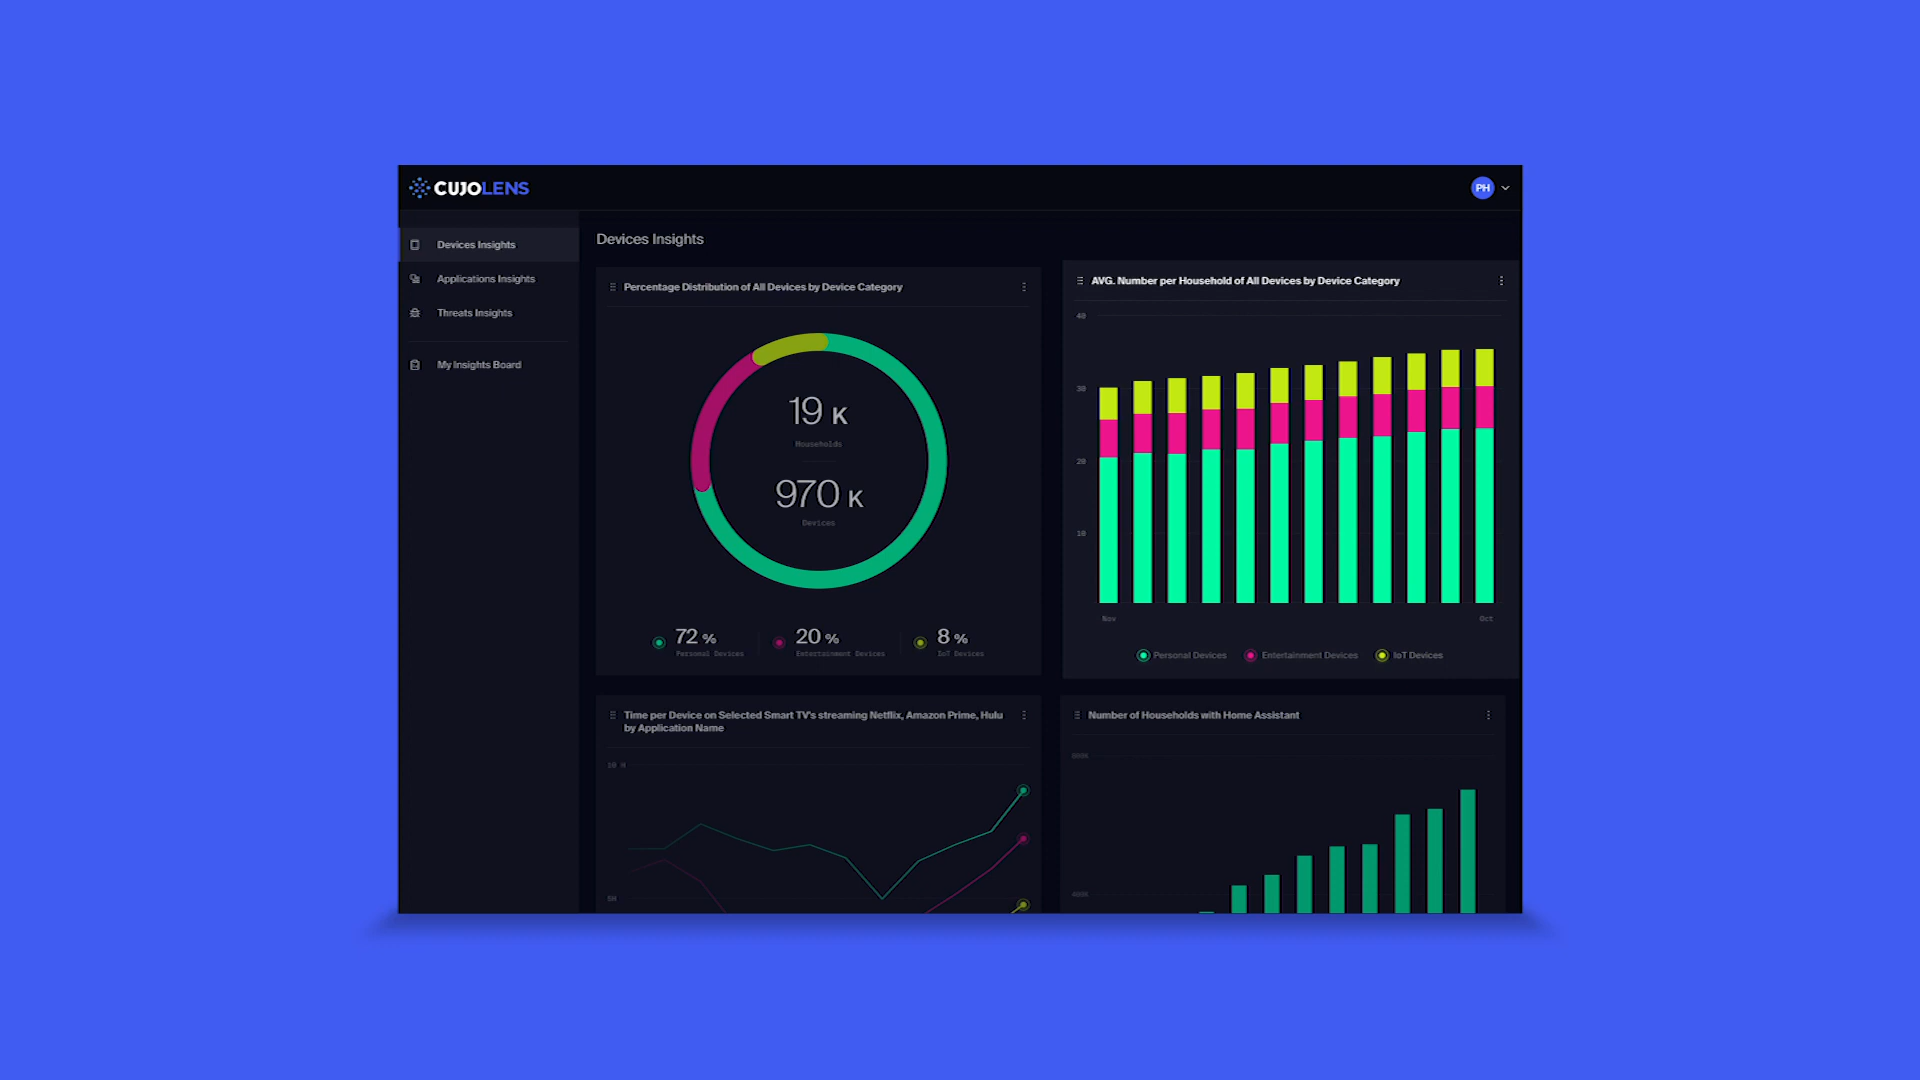 CUJOLENS
PH
Devices Insights
Applications Insights
Threats Insights
My Insights Board
Devices Insights
Percentage Distribution of All Devices by Device Category
19 K
Households
970 K
Devices
72 %
Personal Devices
20 %
Entertainment Devices
8 %
IoT Devices
AVG. Number per Household of All Devices by Device Category
40
30
20
10
Nov
Oct
Personal Devices
Entertainment Devices
IoT Devices
Time per Device on Selected Smart TV's streaming Netflix, Amazon Prime, Hulu
by Application Name
10 H
5H
Number of Households with Home Assistant
800K
400K